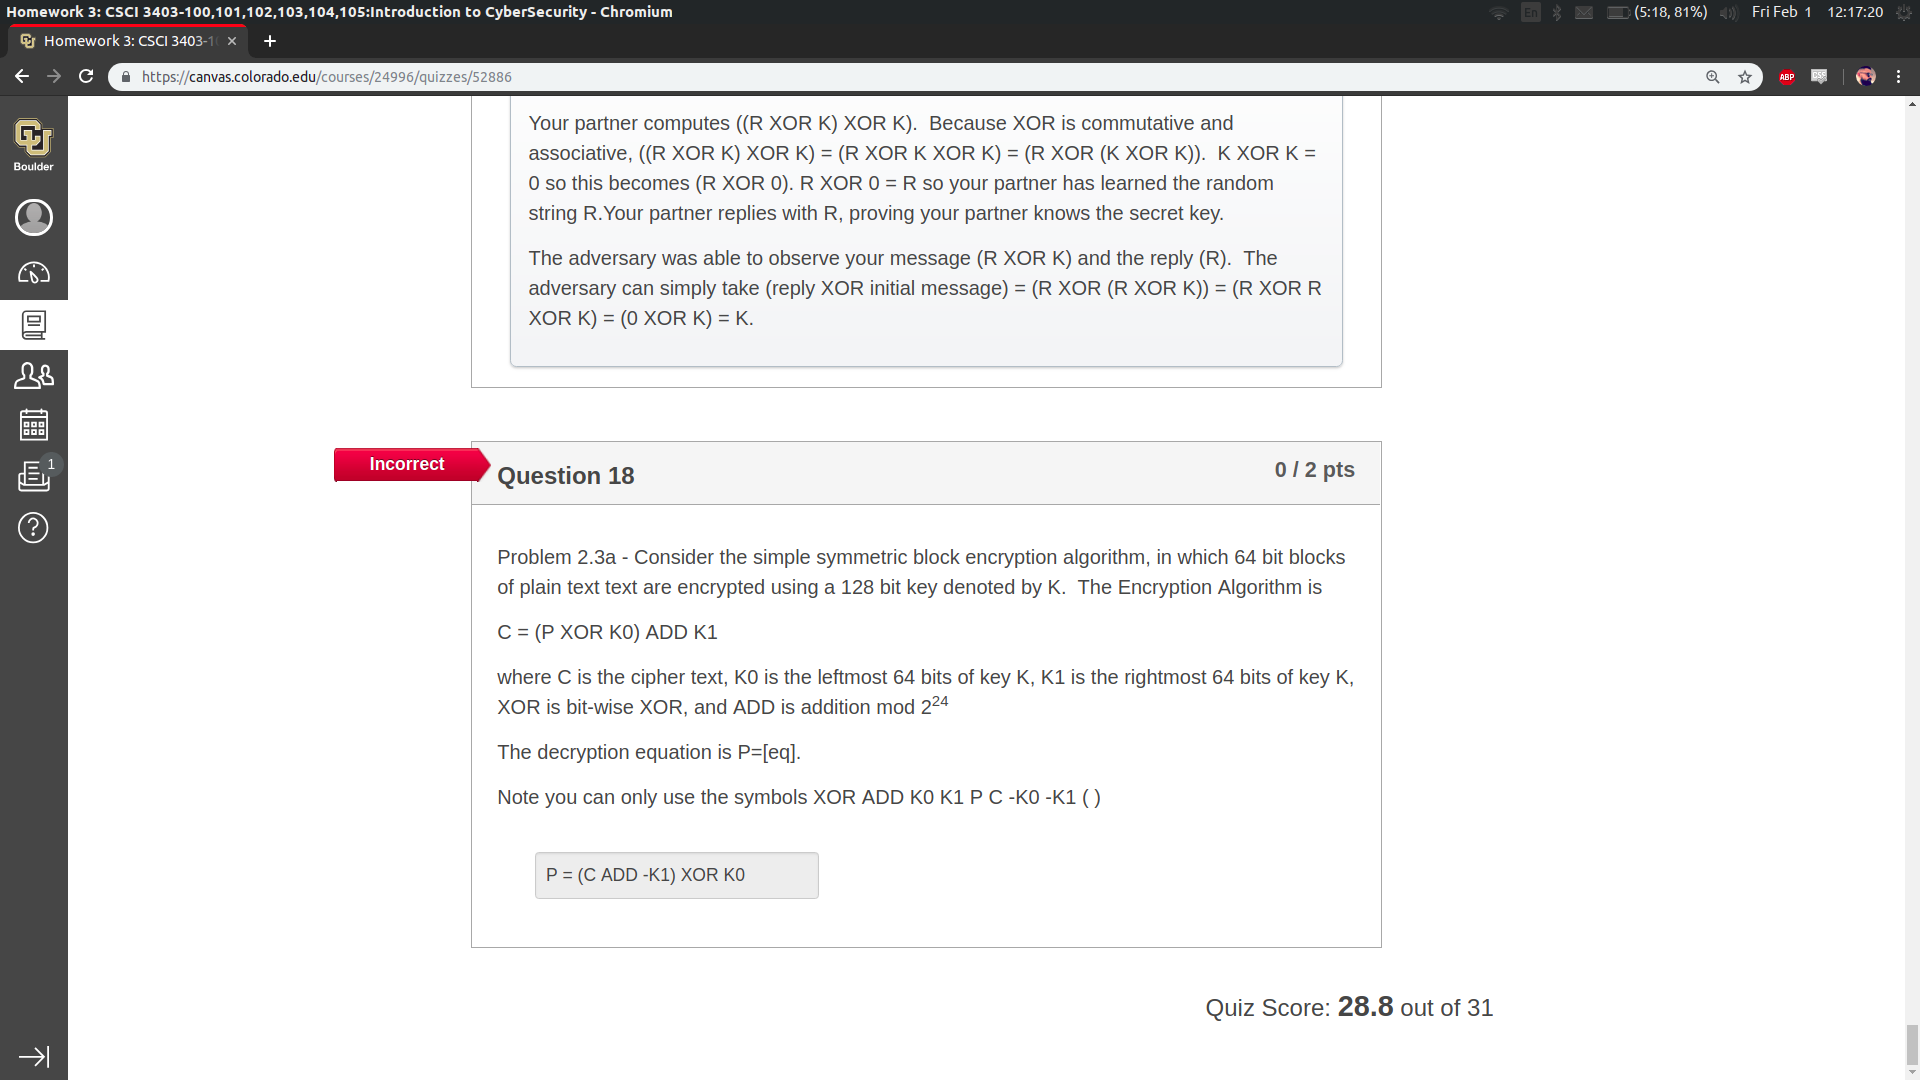 Homework 3: CSCI 3403-100,101,102,103,104,105:Introduction to CyberSecurity - Chromium
En
(5:18, 81%)
Fri Feb 1 12:17:20
Homework 3: CSCI 3403-1
https://canvas.colorado.edu/courses/24996/quizzes/52886
ABP
Boulder
1
Your partner computes ((R XOR K) XOR K).  Because XOR is commutative and
associative, ((R XOR K) XOR K) = (R XOR K XOR K) = (R XOR (K XOR K)).  K XOR K =
0 so this becomes (R XOR 0). R XOR 0 = R so your partner has learned the random
string R.Your partner replies with R, proving your partner knows the secret key.
The adversary was able to observe your message (R XOR K) and the reply (R).  The
adversary can simply take (reply XOR initial message) = (R XOR (R XOR K)) = (R XOR R
XOR K) = (0 XOR K) = K.
Incorrect
Question 18
0 / 2 pts
Problem 2.3a - Consider the simple symmetric block encryption algorithm, in which 64 bit blocks
of plain text text are encrypted using a 128 bit key denoted by K.  The Encryption Algorithm is
C = (P XOR K0) ADD K1
where C is the cipher text, K0 is the leftmost 64 bits of key K, K1 is the rightmost 64 bits of key K,
XOR is bit-wise XOR, and ADD is addition mod 2^24
The decryption equation is P=[eq].
Note you can only use the symbols XOR ADD K0 K1 P C -K0 -K1 ( )
P = (C ADD -K1) XOR K0
Quiz Score: 28.8 out of 31